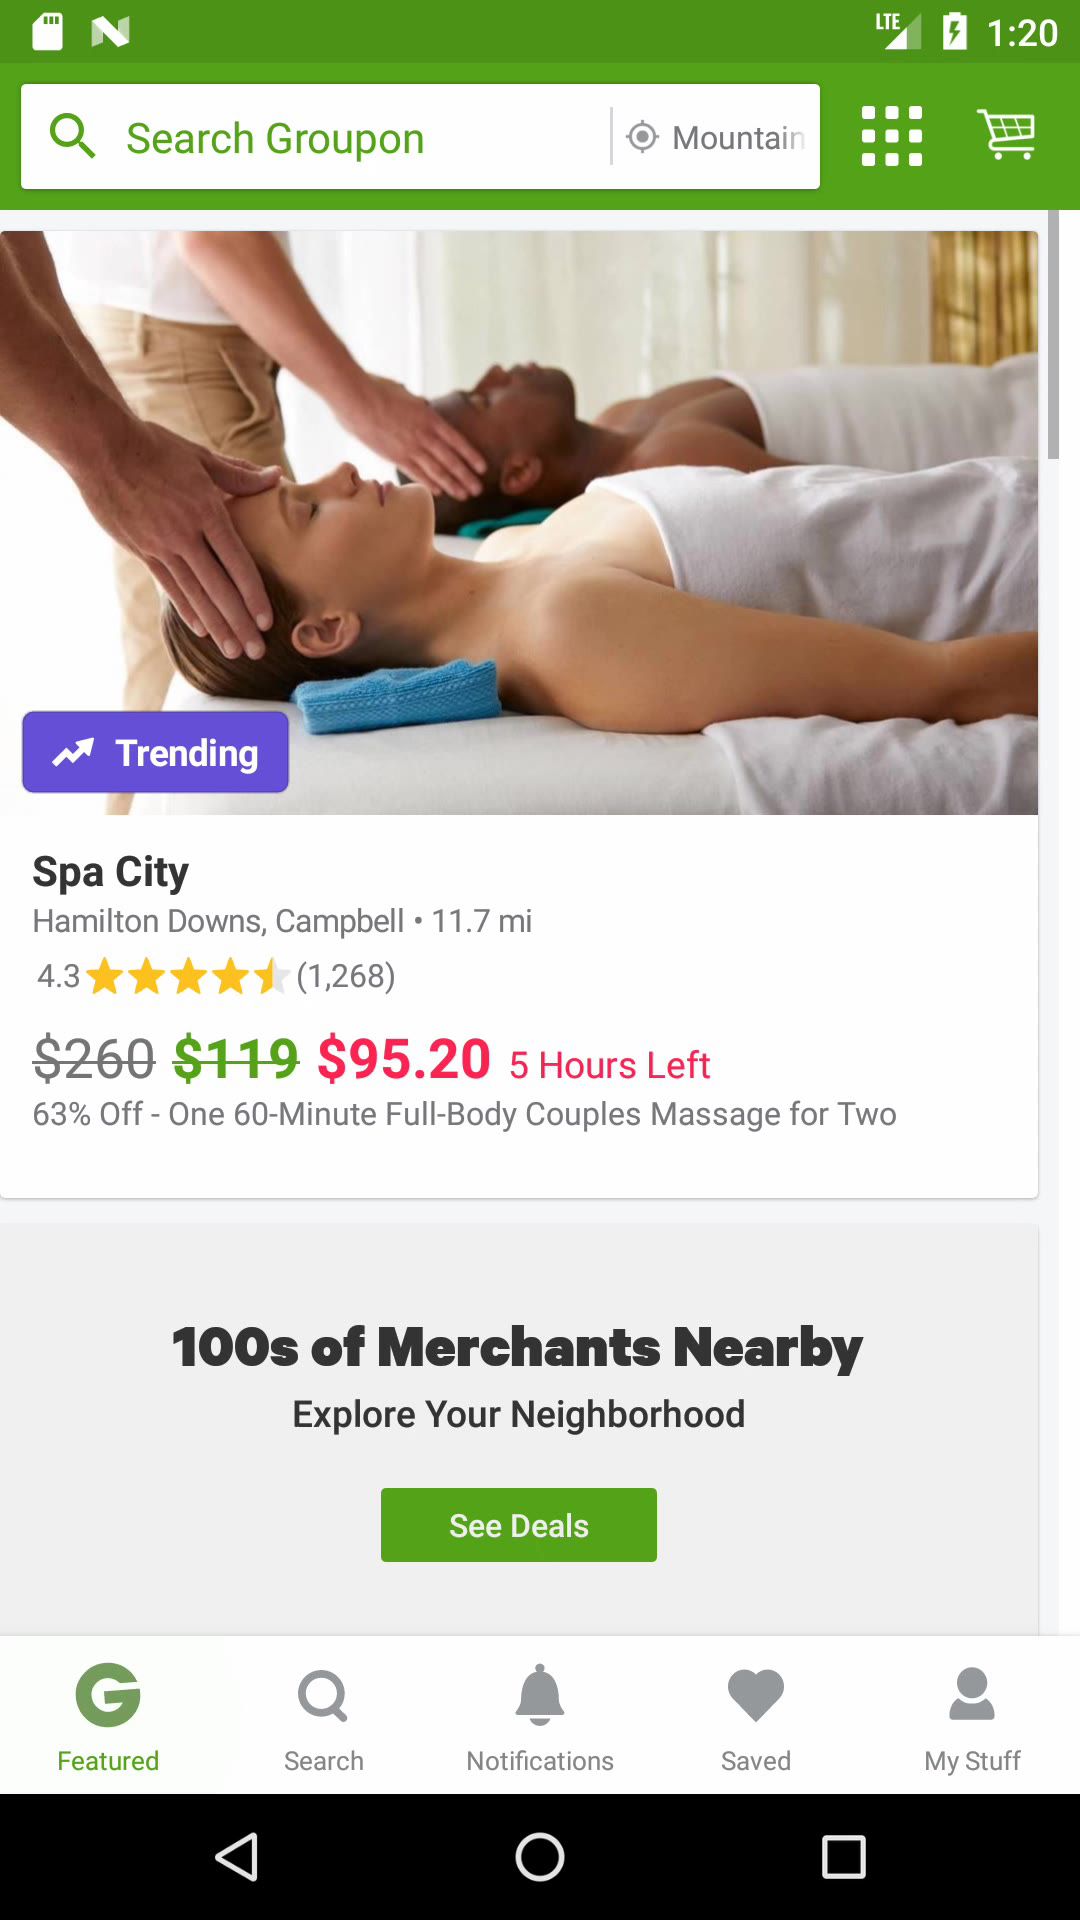 LTE 1:20
Search Groupon Mountain
Trending
Spa City
Hamilton Downs, Campbell • 11.7 mi
4.3 (1,268)
$260 $119 $95.20 5 Hours Left
63% Off - One 60-Minute Full-Body Couples Massage for Two
100s of Merchants Nearby
Explore Your Neighborhood
See Deals
Featured Search Notifications Saved My Stuff